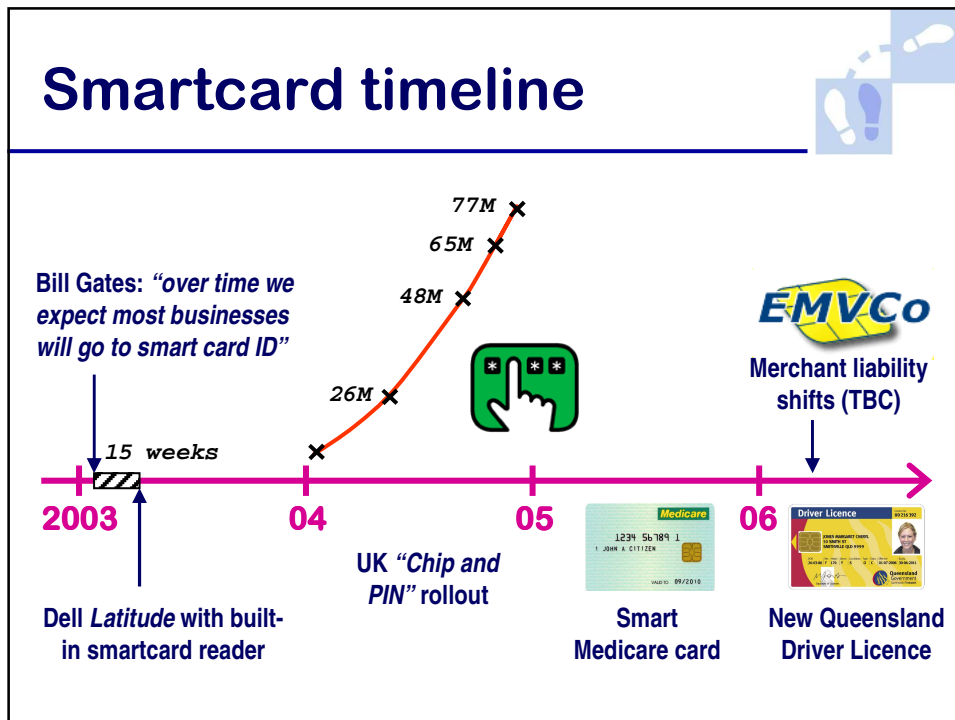 Smartcard timeline
77M
65M
48M
26M
Bill Gates: “over time we
expect most businesses
will go to smart card ID”
EMVCo
Merchant liability
shifts (TBC)
* * *
15 weeks
2003
04
05
06
Dell Latitude with built-
in smartcard reader
UK “Chip and
PIN” rollout
Medicare
1234 56789 1
1 JOHN A CITIZEN
VALID TO 09/2010
Smart
Medicare card
Driver Licence
Queensland
Government
New Queensland
Driver Licence